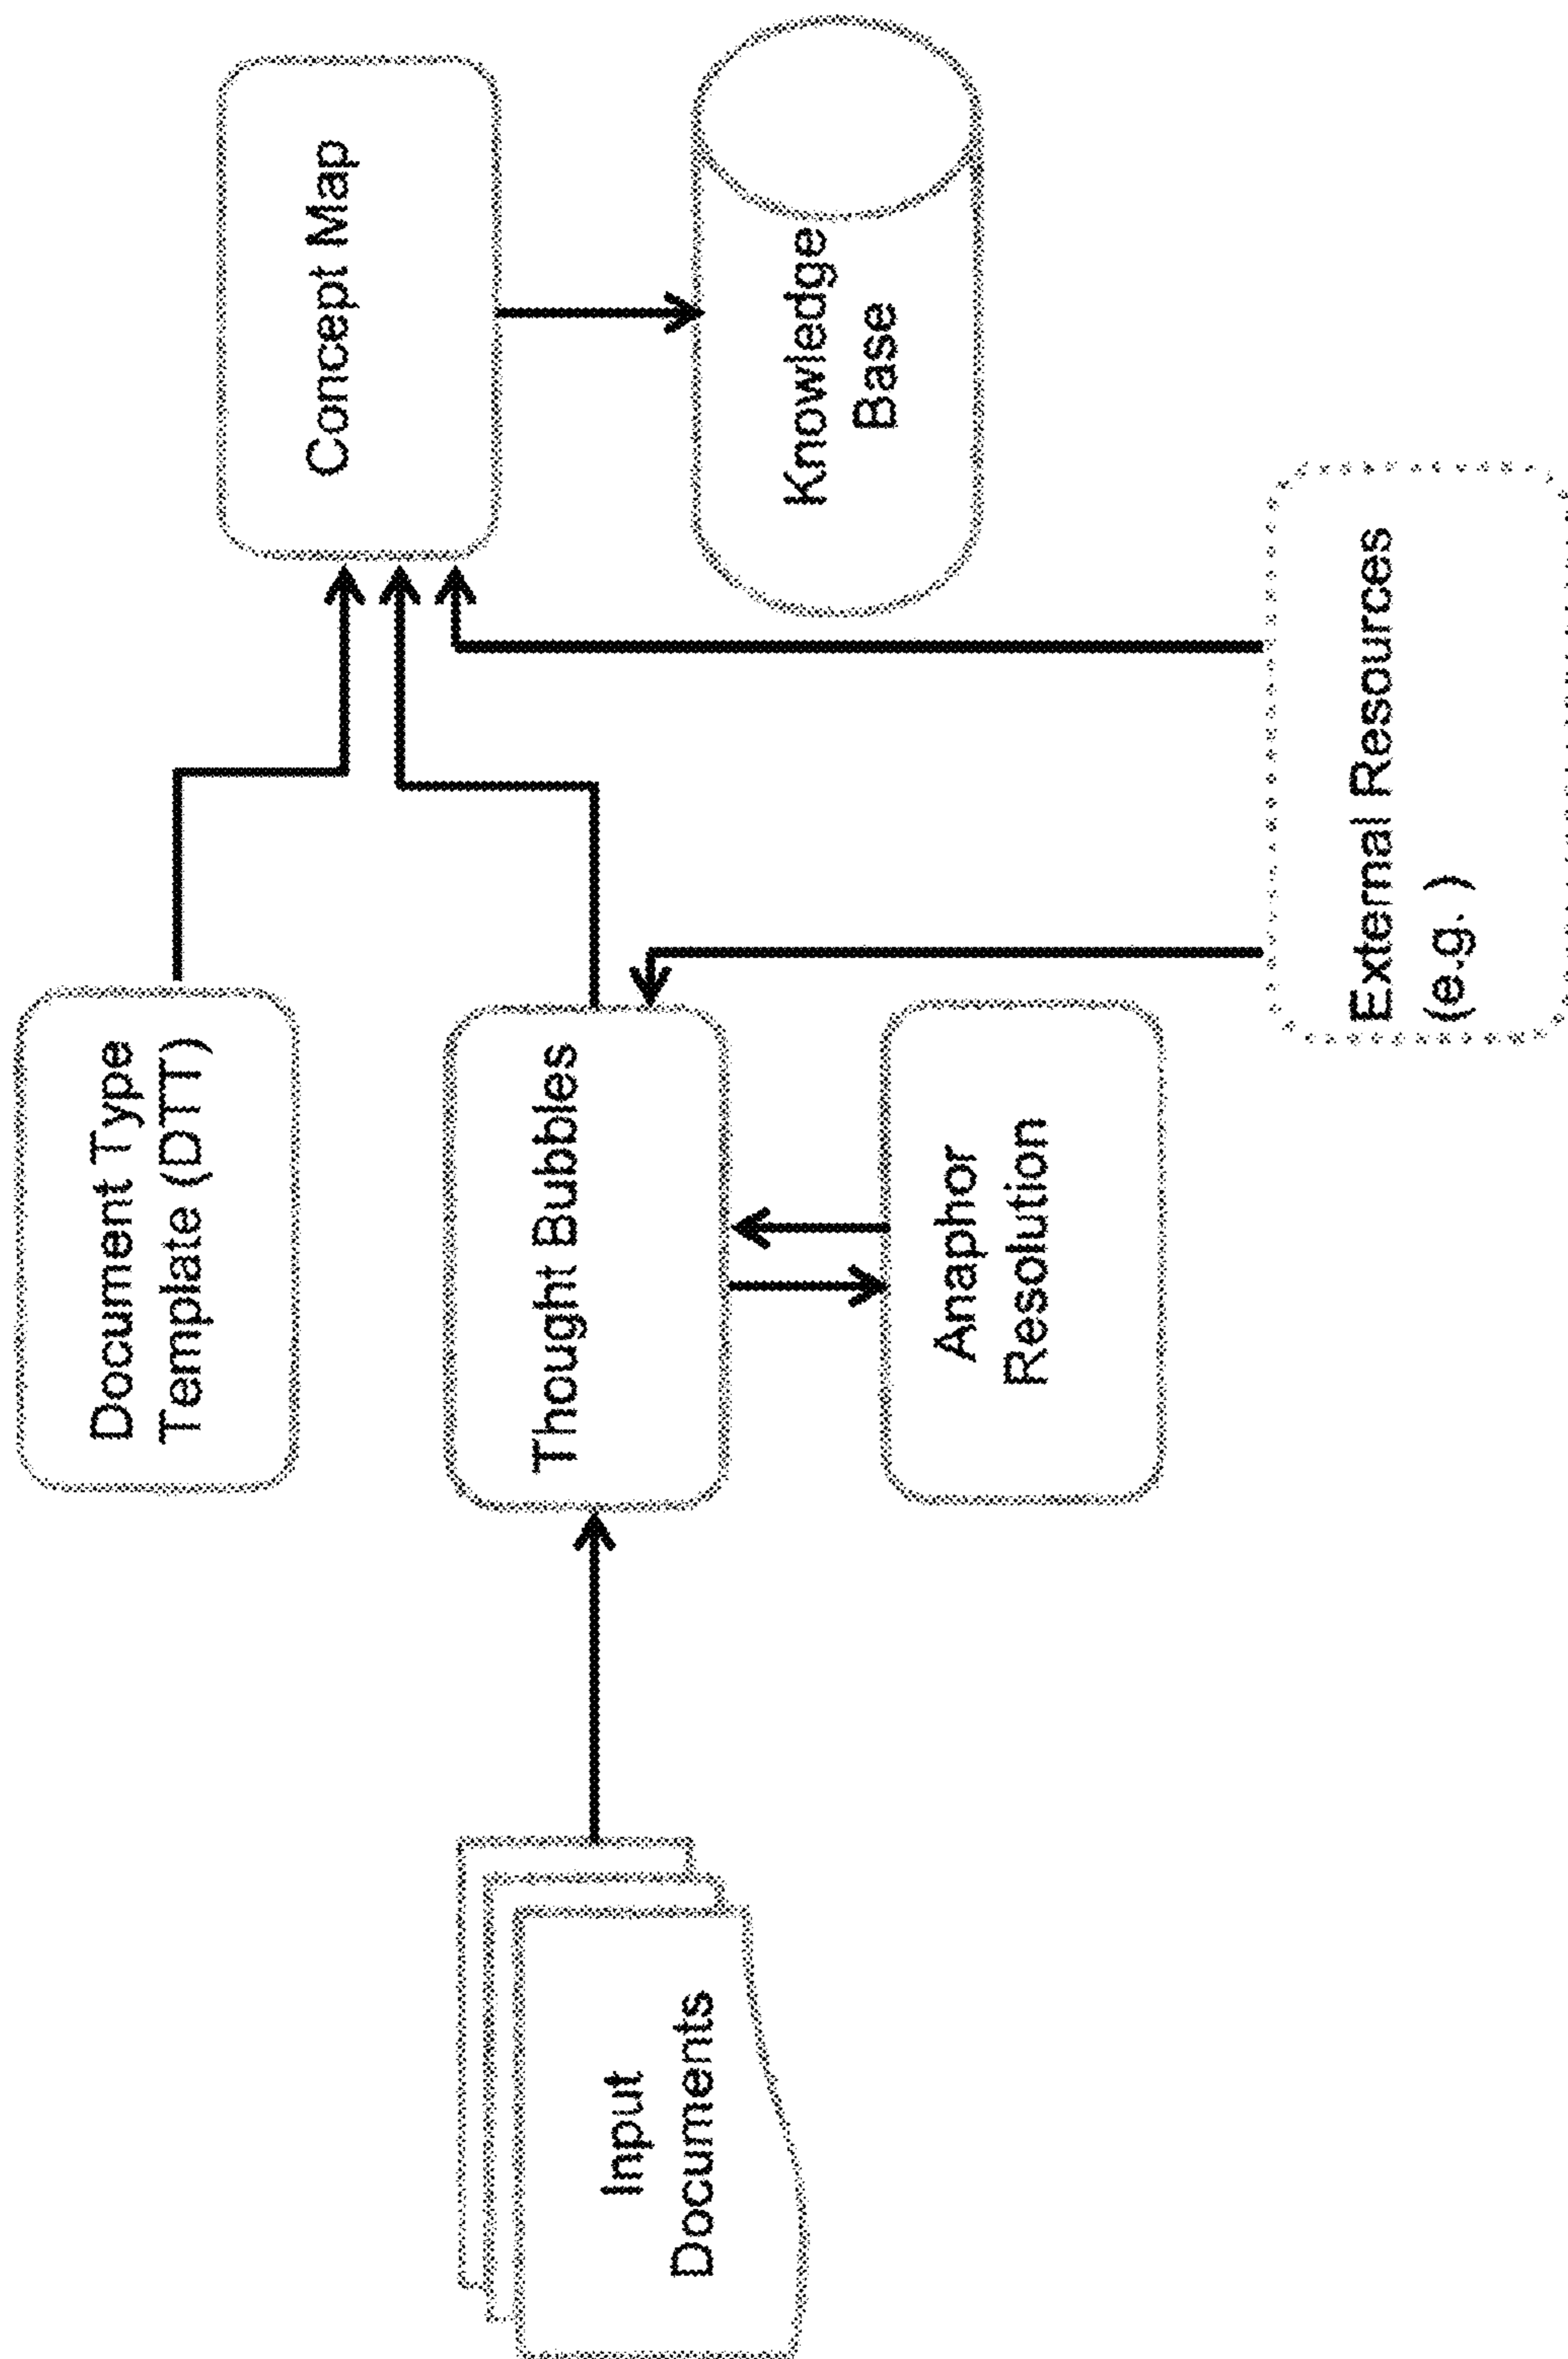 Document Type
Template (DTT)
Concept Map
Input
Documents
Thought Bubbles
Knowledge
Base
Anaphor
Resolution
External Resources
(e.g. )